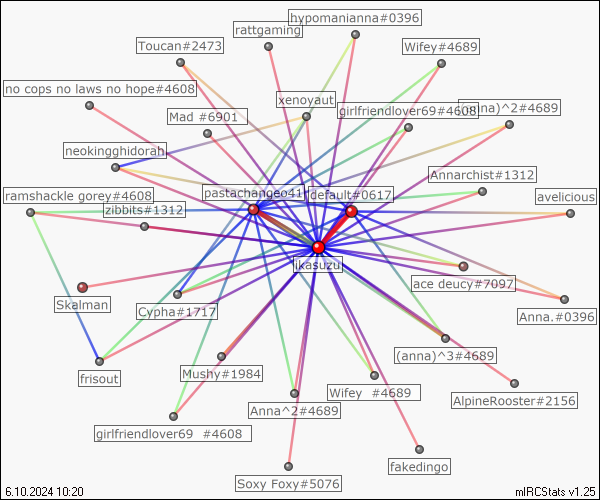 hypomanianna#0396
rattgaming
Toucan#2473
Wifey#4689
no cops no laws no hope#4608
xenoyaut
Mad #6901
girlfriendlover69#4608
nna)^2#4689
neokingghidorah
Annarchist#1312
ramshackle gorey#4608
pastachangeo41
default#0617
avelicious
zibbits#1312
ikasuzu
ace deucy#7097
Skalman
Cypha#1717
Anna.#0396
(anna)^3#4689
frisout
Mushy#1984
Wifey #4689
AlpineRooster#2156
Anna^2#4689
girlfriendlover69 #4608
fakedingo
Soxy Foxy#5076
6.10.2024 10:20
mIRCStats v1.25